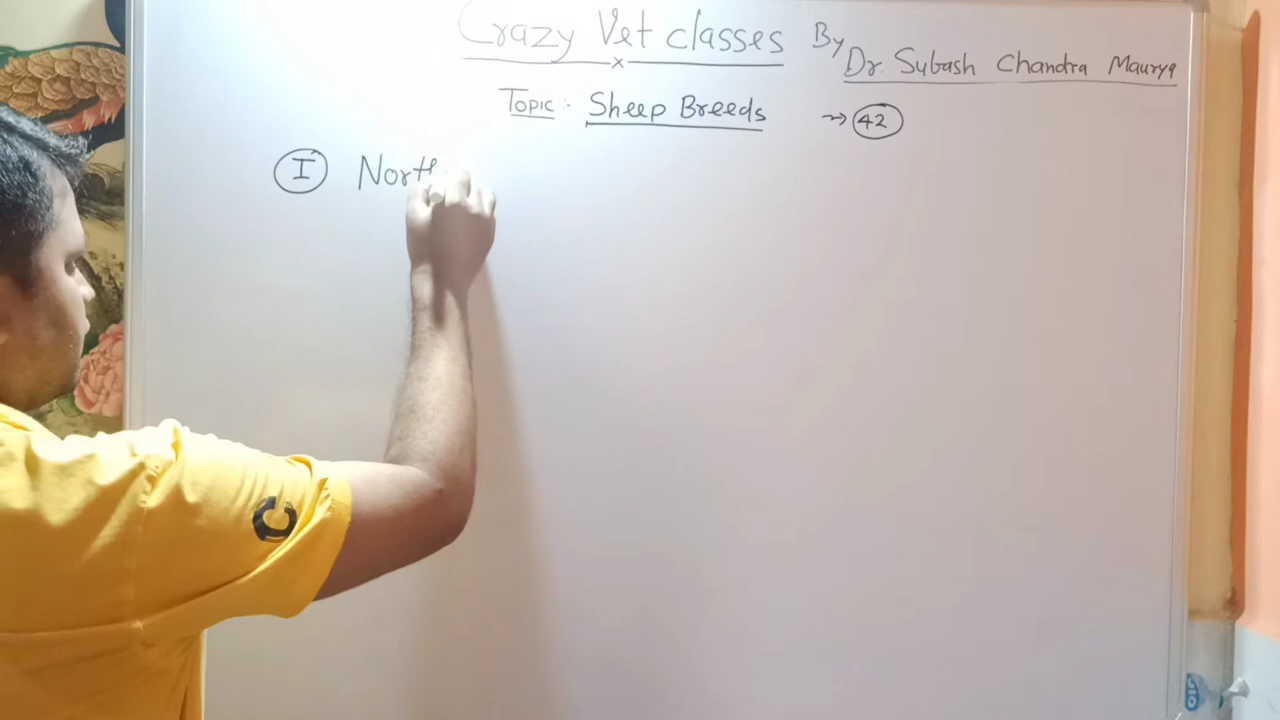 Crazy Vet classes By Dr. Subash Chandra Maurya
Topic : Sheep Breeds → 42
I North